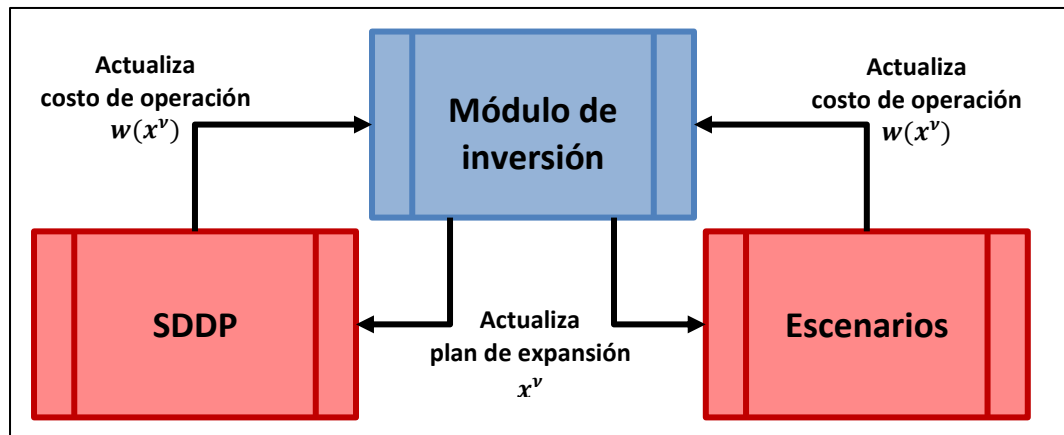 Actualiza
costo de operación
w(x^ν)
Módulo de
inversión
Actualiza
costo de operación
w(x^ν)
SDDP
Actualiza
plan de expansión
x^ν
Escenarios